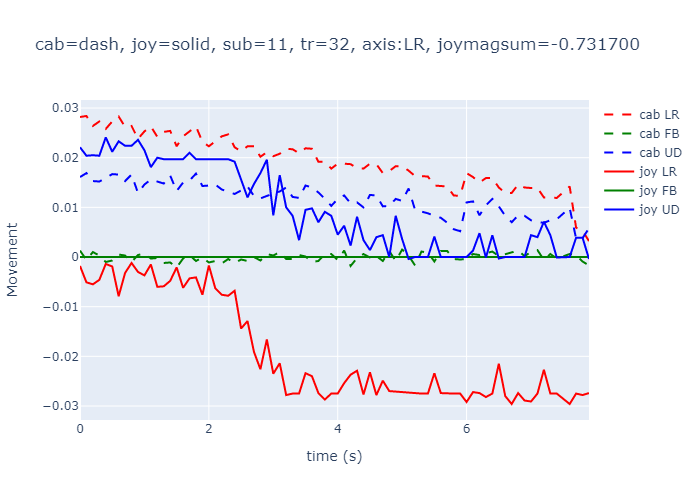 cab=dash, joy=solid, sub=11, tr=32, axis:LR, joymagsum=-0.731700
0.03
0.02
0.01
0
−0.01
−0.02
−0.03
Movement
0
2
4
6
time (s)
cab LR
cab FB
cab UD
joy LR
joy FB
joy UD